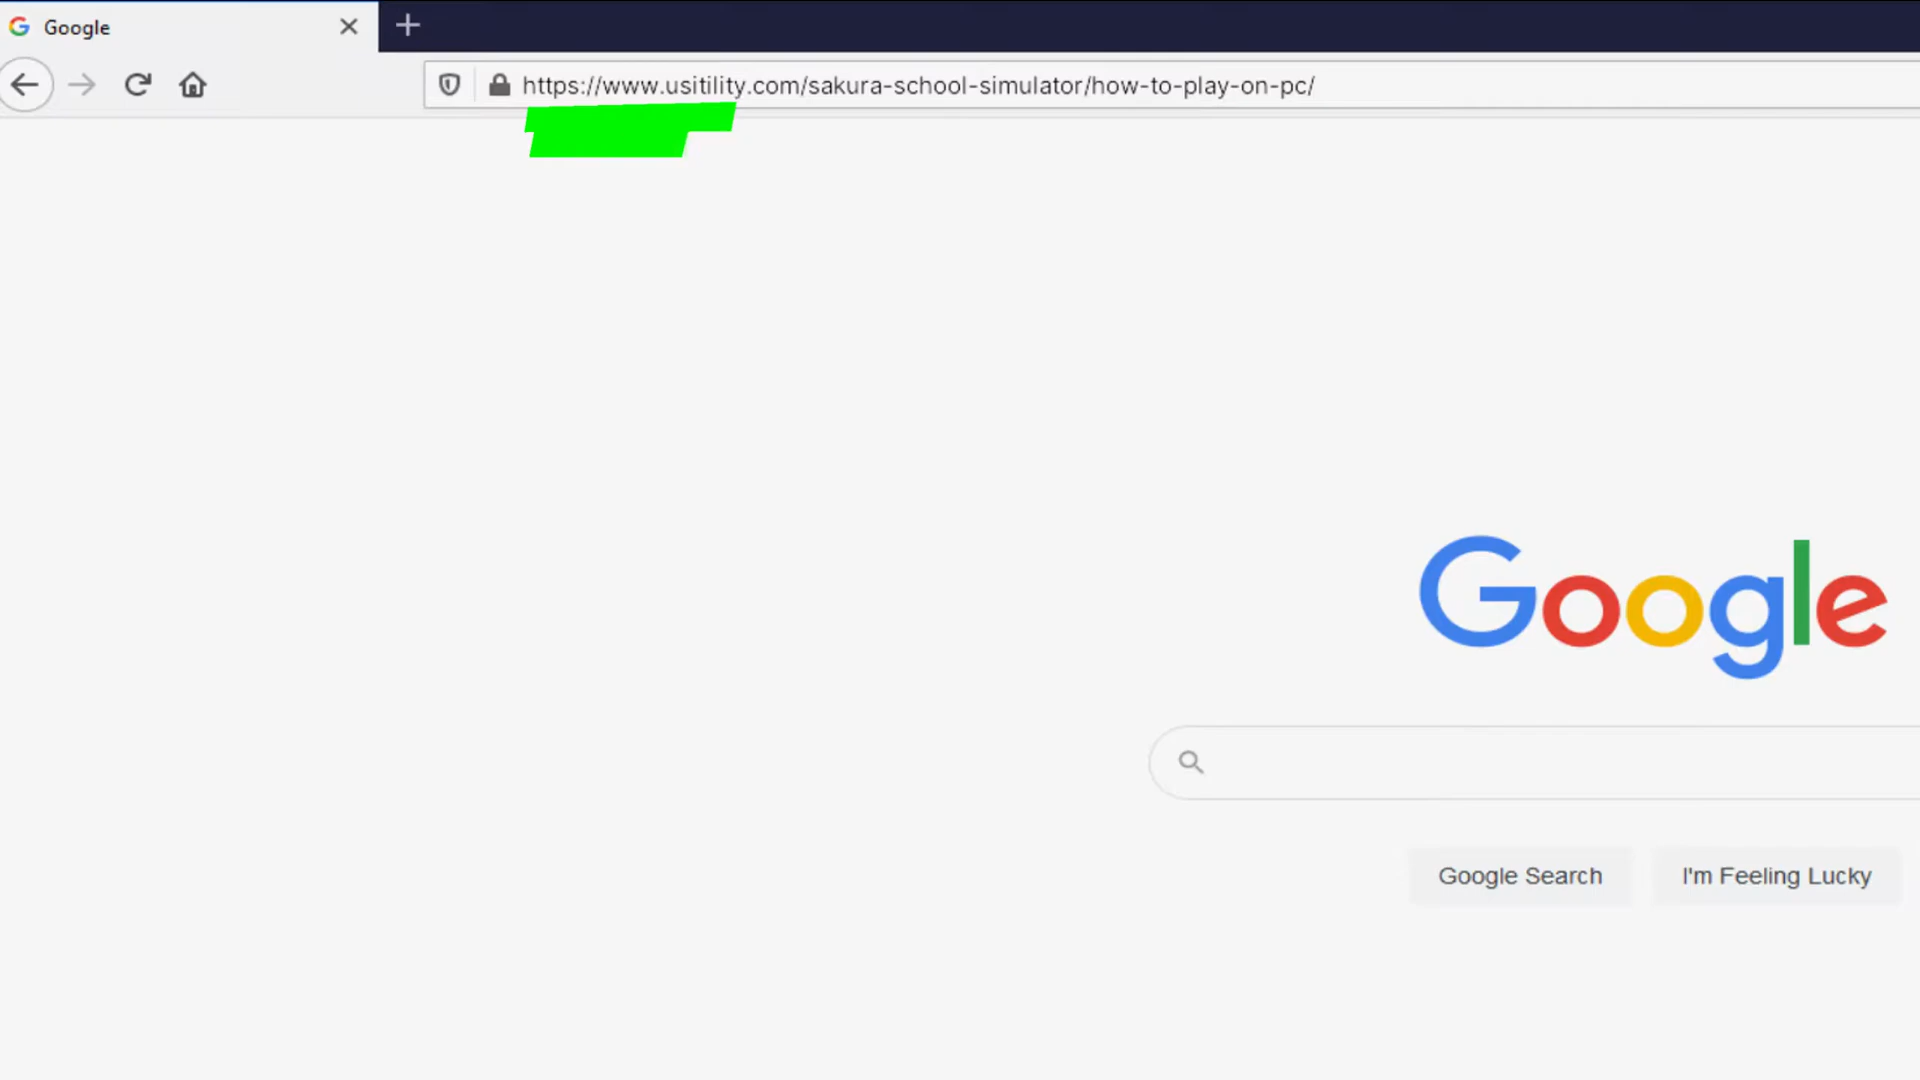 Google
https://www.usitility.com/sakura-school-simulator/how-to-play-on-pc/
Google
Google Search
I'm Feeling Lucky